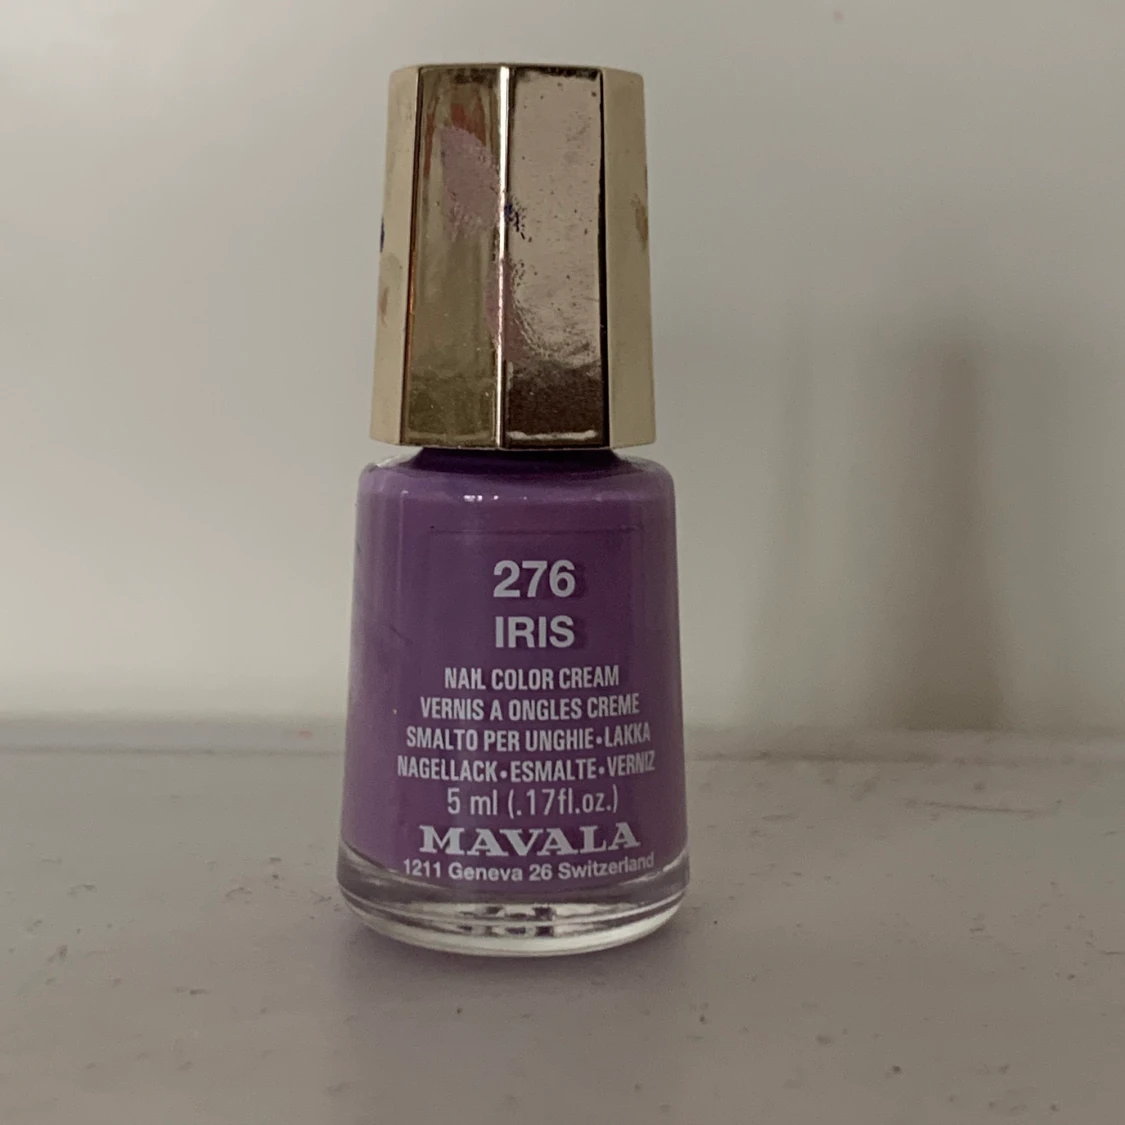 276
IRIS
NAIL COLOR CREAM
VERNIS A ONGLES CREME
SMALTO PER UNGHIE•LAKKA
NAGELLACK•ESMALTE•VERNIZ
5 ml (.17fl.oz.)
MAVALA
1211 Geneva 26 Switzerland